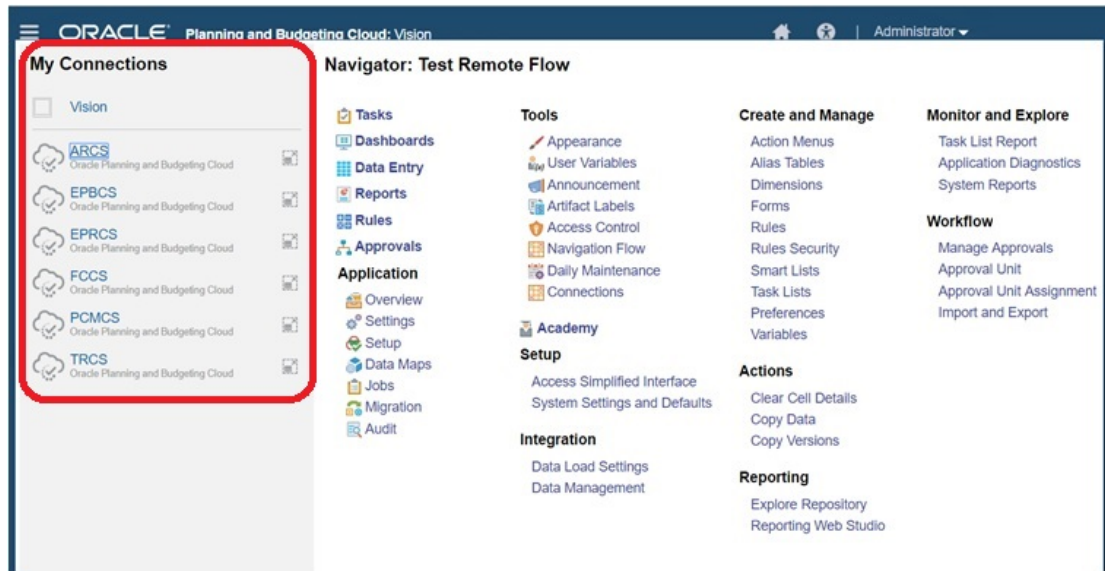 ORACLE® Planning and Budgeting Cloud: Vision
Administrator
My Connections
Vision
ARCS
Oracle Planning and Budgeting Cloud
EPBCS
Oracle Planning and Budgeting Cloud
EPRCS
Oracle Planning and Budgeting Cloud
FCCS
Oracle Planning and Budgeting Cloud
PCMCS
Oracle Planning and Budgeting Cloud
TRCS
Oracle Planning and Budgeting Cloud
Navigator: Test Remote Flow
Tasks
Dashboards
Data Entry
Reports
Rules
Approvals
Application
Overview
Settings
Setup
Data Maps
Jobs
Migration
Audit
Tools
Appearance
User Variables
Announcement
Artifact Labels
Access Control
Navigation Flow
Daily Maintenance
Connections
Academy
Setup
Access Simplified Interface
System Settings and Defaults
Integration
Data Load Settings
Data Management
Create and Manage
Action Menus
Alias Tables
Dimensions
Forms
Rules
Rules Security
Smart Lists
Task Lists
Preferences
Variables
Actions
Clear Cell Details
Copy Data
Copy Versions
Reporting
Explore Repository
Reporting Web Studio
Monitor and Explore
Task List Report
Application Diagnostics
System Reports
Workflow
Manage Approvals
Approval Unit
Approval Unit Assignment
Import and Export